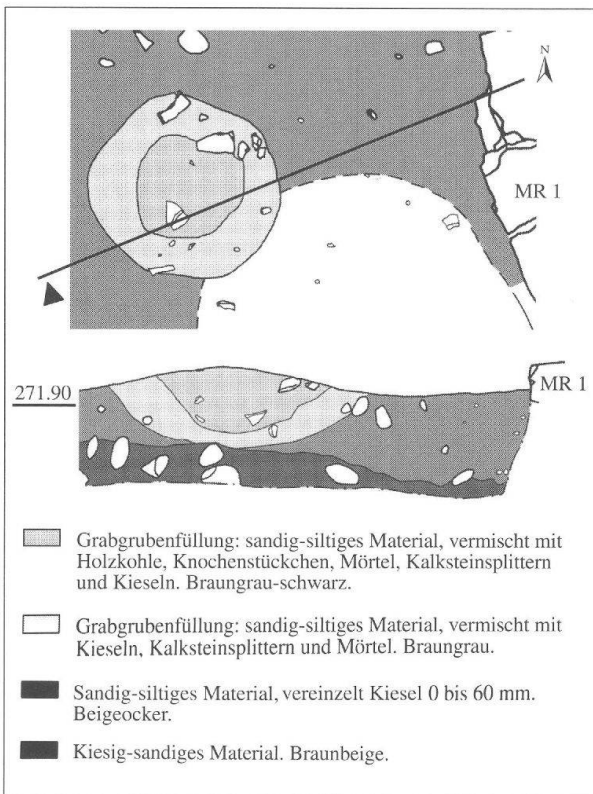 N
MR 1
271.90
MR 1
Grabgrubenfüllung: sandig-siltiges Material, vermischt mit
Holzkohle, Knochenstückchen, Mörtel, Kalksteinsplittern
und Kieseln. Braungrau-schwarz.
Grabgrubenfüllung: sandig-siltiges Material, vermischt mit
Kieseln, Kalksteinsplittern und Mörtel. Braungrau.
Sandig-siltiges Material, vereinzelt Kiesel 0 bis 60 mm.
Beigeocker.
Kiesig-sandiges Material. Braunbeige.